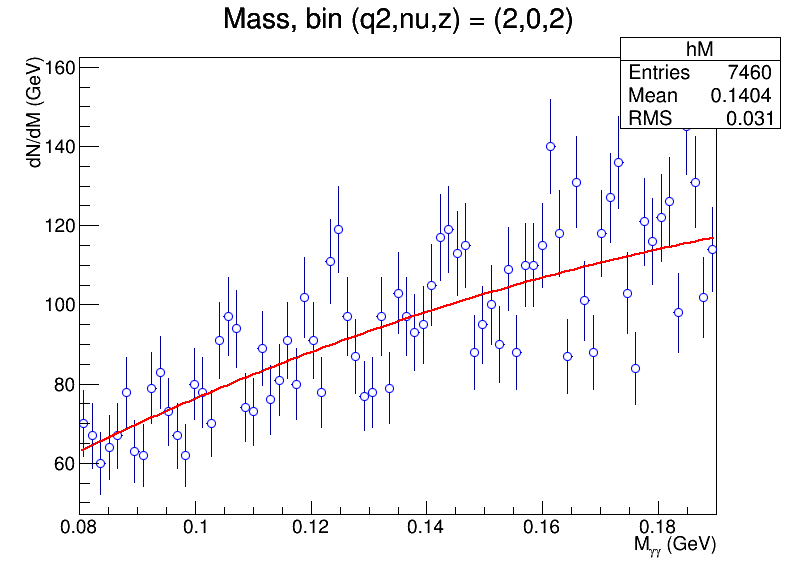 Mass, bin (q2,nu,z) = (2,0,2)
hM
Entries 7460
Mean 0.1404
RMS 0.031
dN/dM (GeV)
160
140
120
100
80
60
0.08 0.1 0.12 0.14 0.16 0.18
Mγγ (GeV)